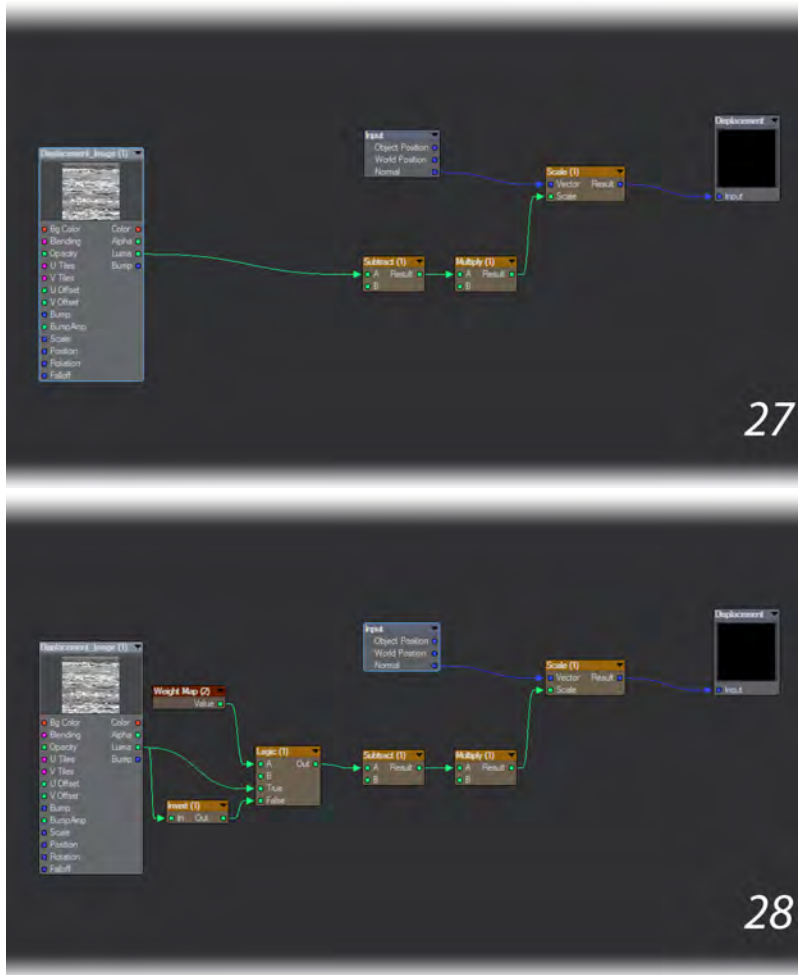 Displacement_Image (1)
Bg Color Color
Blending Alpha
Opacity Luma
U Tiles Bump
V Tiles
U Offset
V Offset
Bump
BumpAmp
Scale
Position
Rotation
Falloff
Input
Object Position
World Position
Normal
Subtract (1)
A Result
B
Multiply (1)
A Result
B
Scale (1)
Vector Result
Scale
Displacement
Input
27
Displacement_Image (1)
Bg Color Color
Blending Alpha
Opacity Luma
U Tiles Bump
V Tiles
U Offset
V Offset
Bump
BumpAmp
Scale
Position
Rotation
Falloff
Weight Map (2)
Value
Invert (1)
In Out
Logic (1)
A Out
B
True
False
Input
Object Position
World Position
Normal
Subtract (1)
A Result
B
Multiply (1)
A Result
B
Scale (1)
Vector Result
Scale
Displacement
Input
28